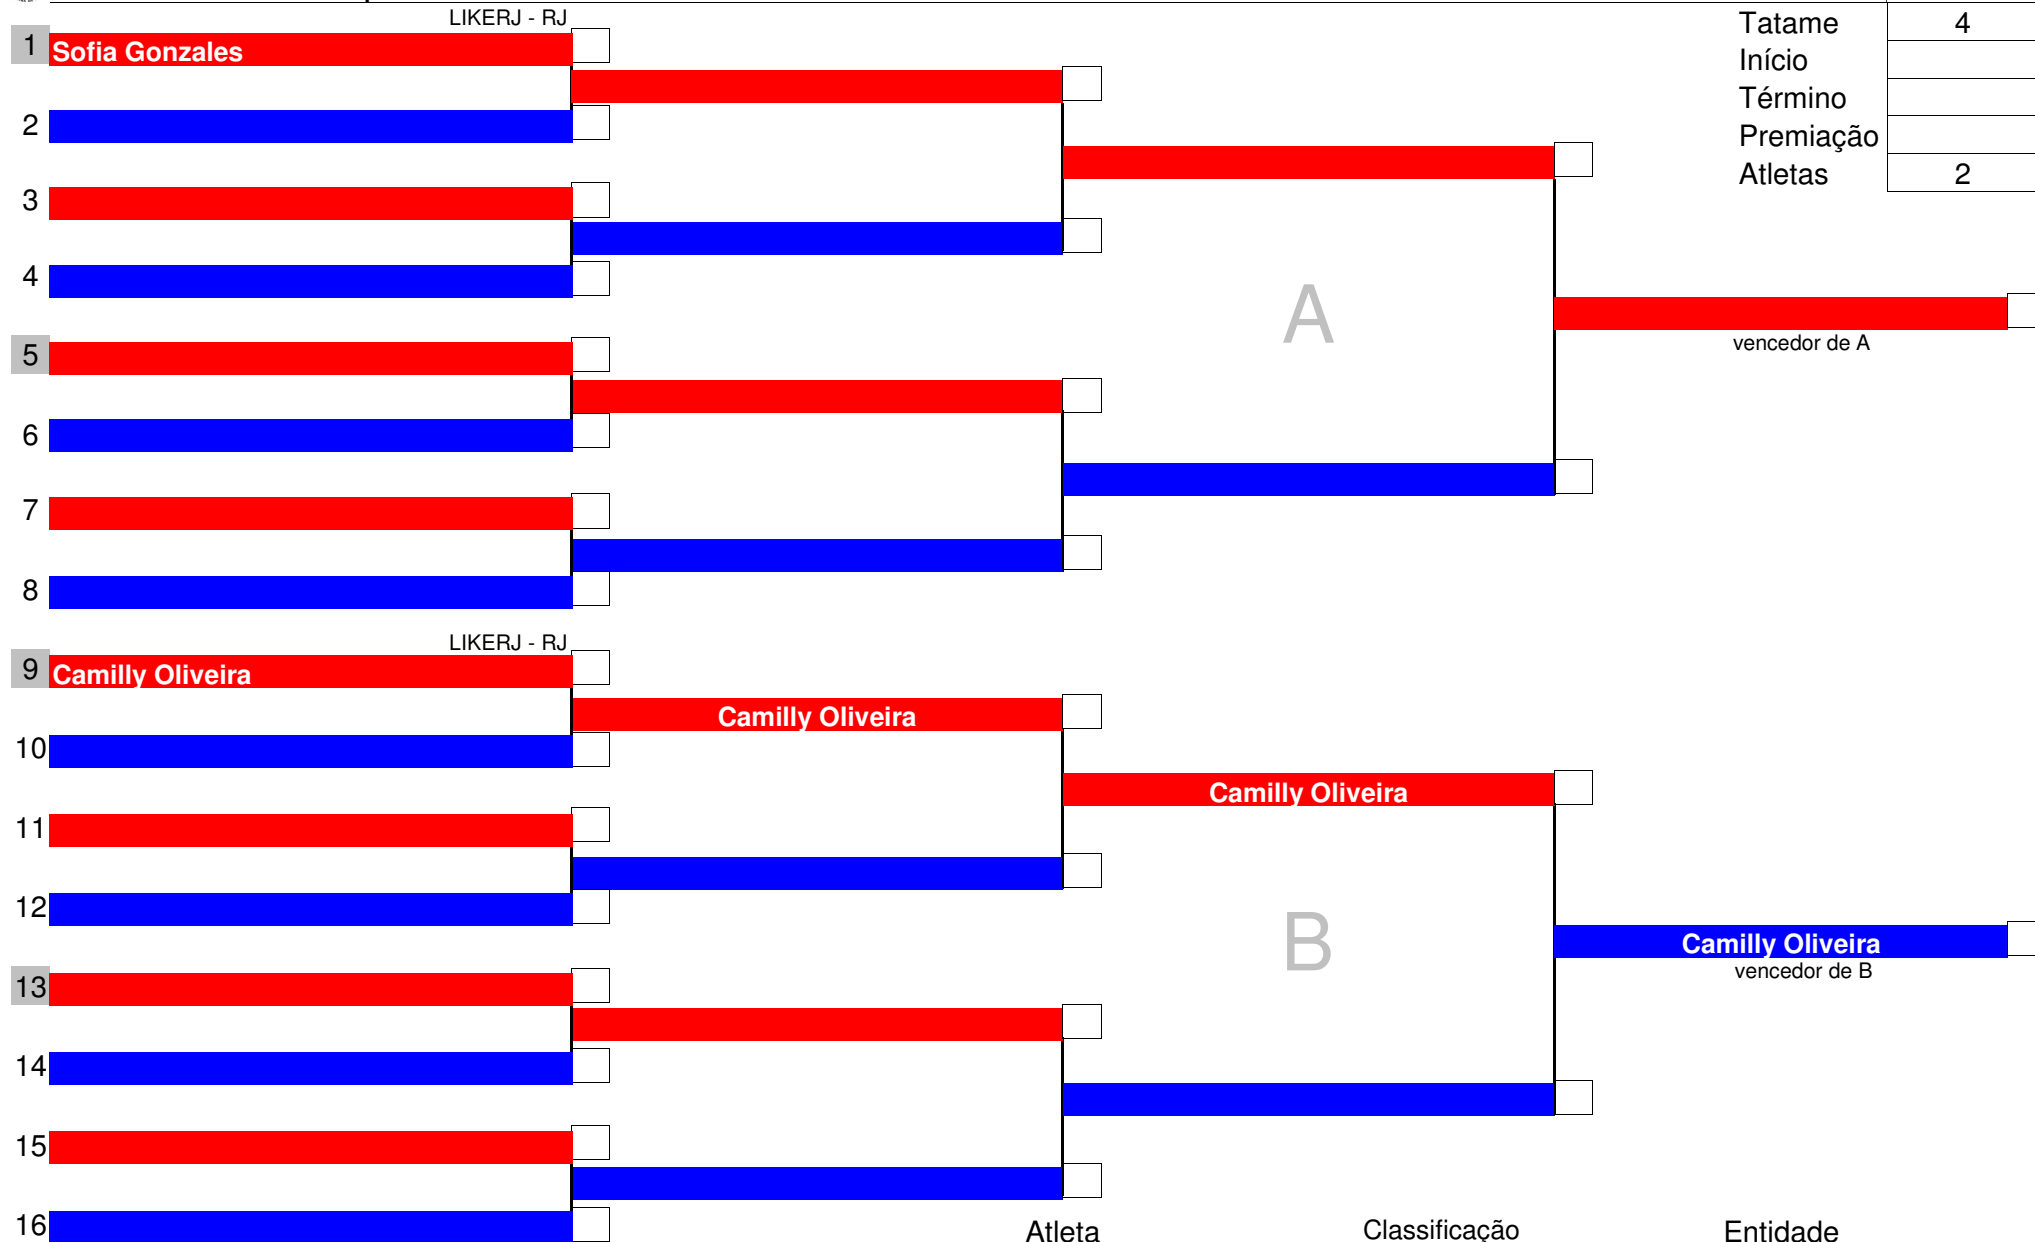 LIKERJ - RJ
Tatame 4
1 Sofia Gonzales
Início
Término
2
Premiação
Atletas 2
3
4
A
5
vencedor de A
6
7
8
LIKERJ - RJ
9 Camilly Oliveira
Camilly Oliveira
10
Camilly Oliveira
11
12
B
Camilly Oliveira
vencedor de B
13
14
15
16
Atleta Classificação Entidade